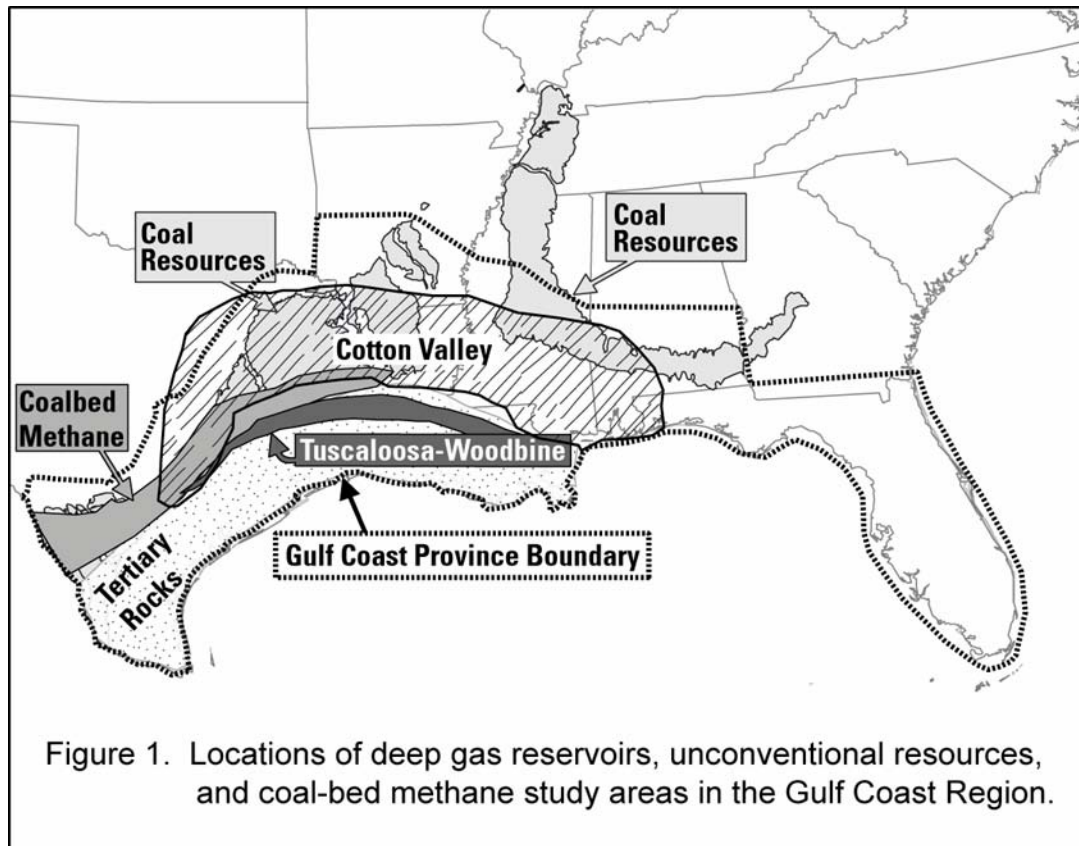 Coal
Resources
Coal
Resources
Cotton Valley
Coalbed
Methane
Tuscaloosa-Woodbine
Gulf Coast Province Boundary
Tertiary
Rocks
Figure 1. Locations of deep gas reservoirs, unconventional resources,
and coal-bed methane study areas in the Gulf Coast Region.